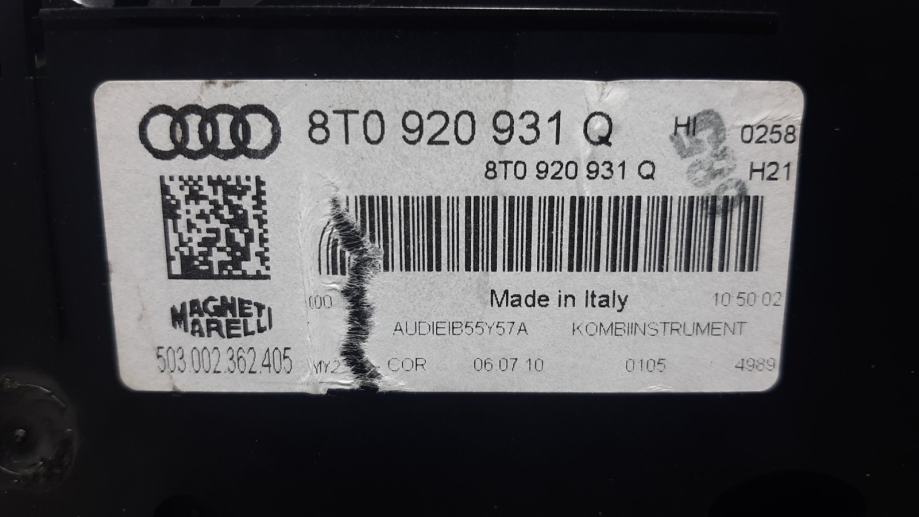 8T0 920 931 Q HI 0258
8T0 920 931 Q H21
MAGNETI
MARELLI
503.002.362.405
Made in Italy 10 50 02
KOMBIINSTRUMENT
COR 06.07.10 0105 4989